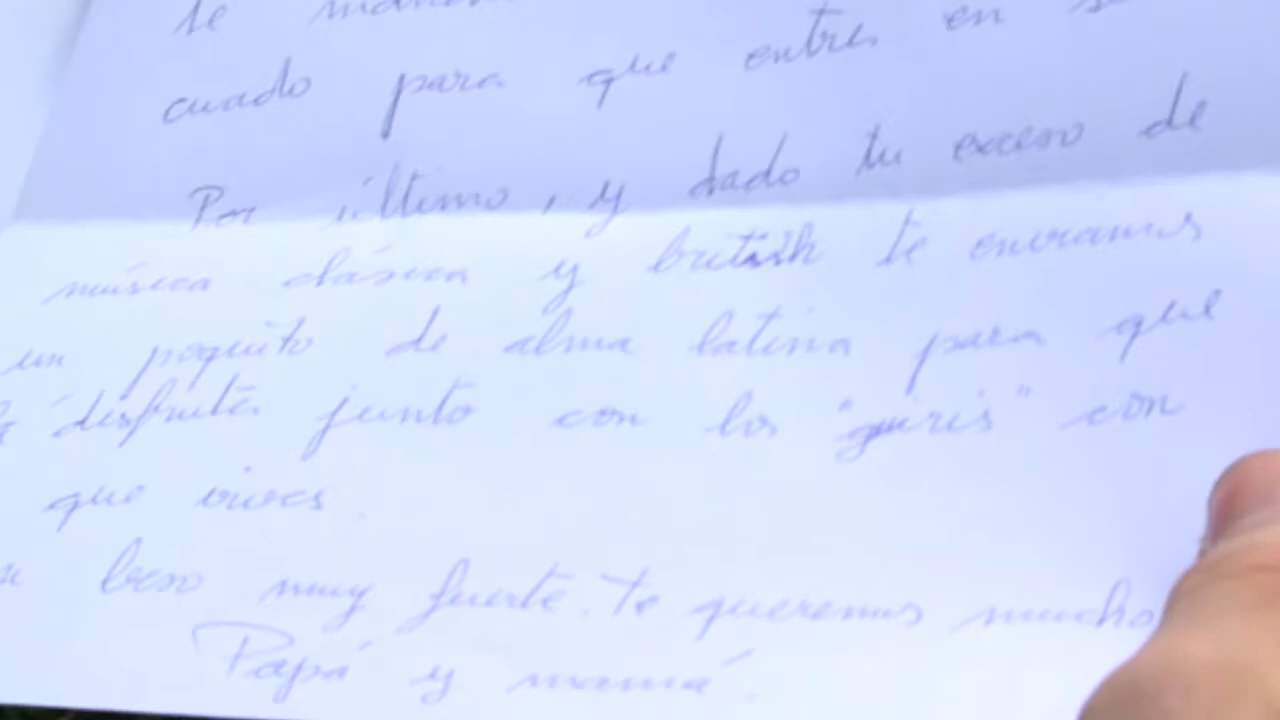 te
cuado para que entres en
Por último, y dado tu exceso de
música clásica y british te enviamos
un poquito de alma latina para que
disfrutes junto con los "guiris" con
que vives
beso muy fuerte. Te queremos mucho
Papá y mamá.